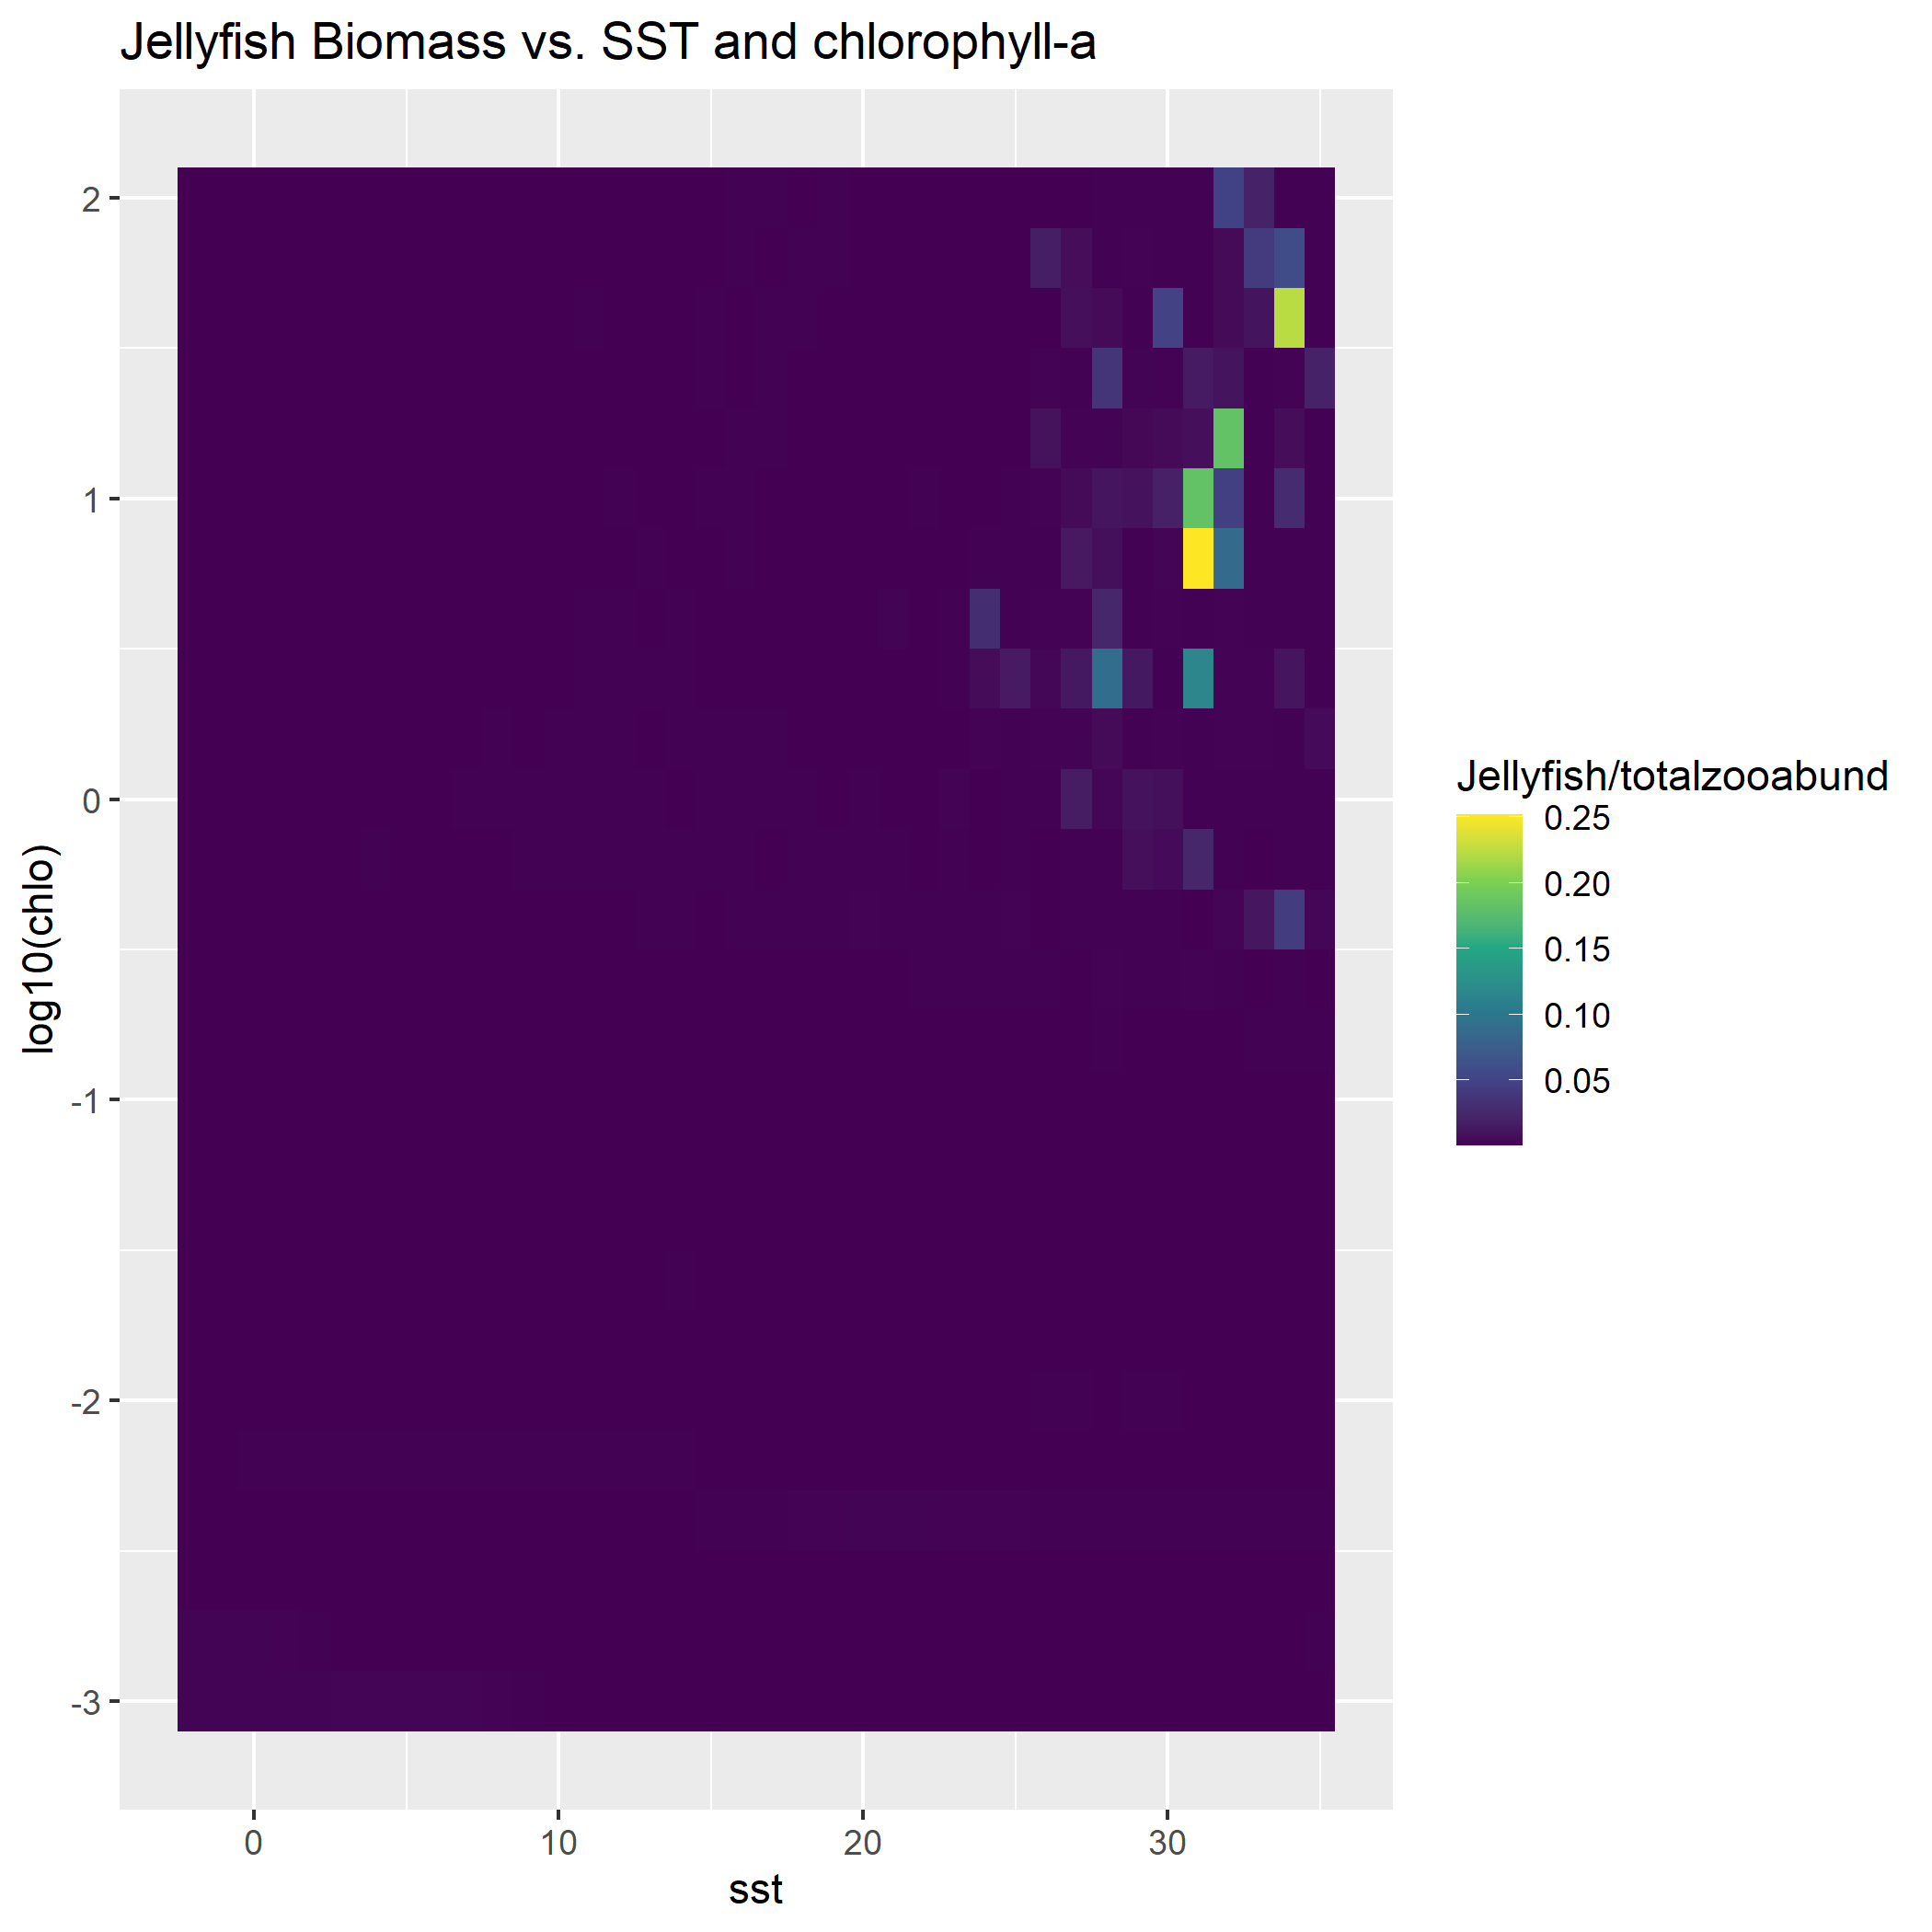 Jellyfish Biomass vs. SST and chlorophyll-a
2
1
0
-1
-2
-3
log10(chlo)
0 10 20 30
sst
Jellyfish/totalzooabund
0.25
0.20
0.15
0.10
0.05